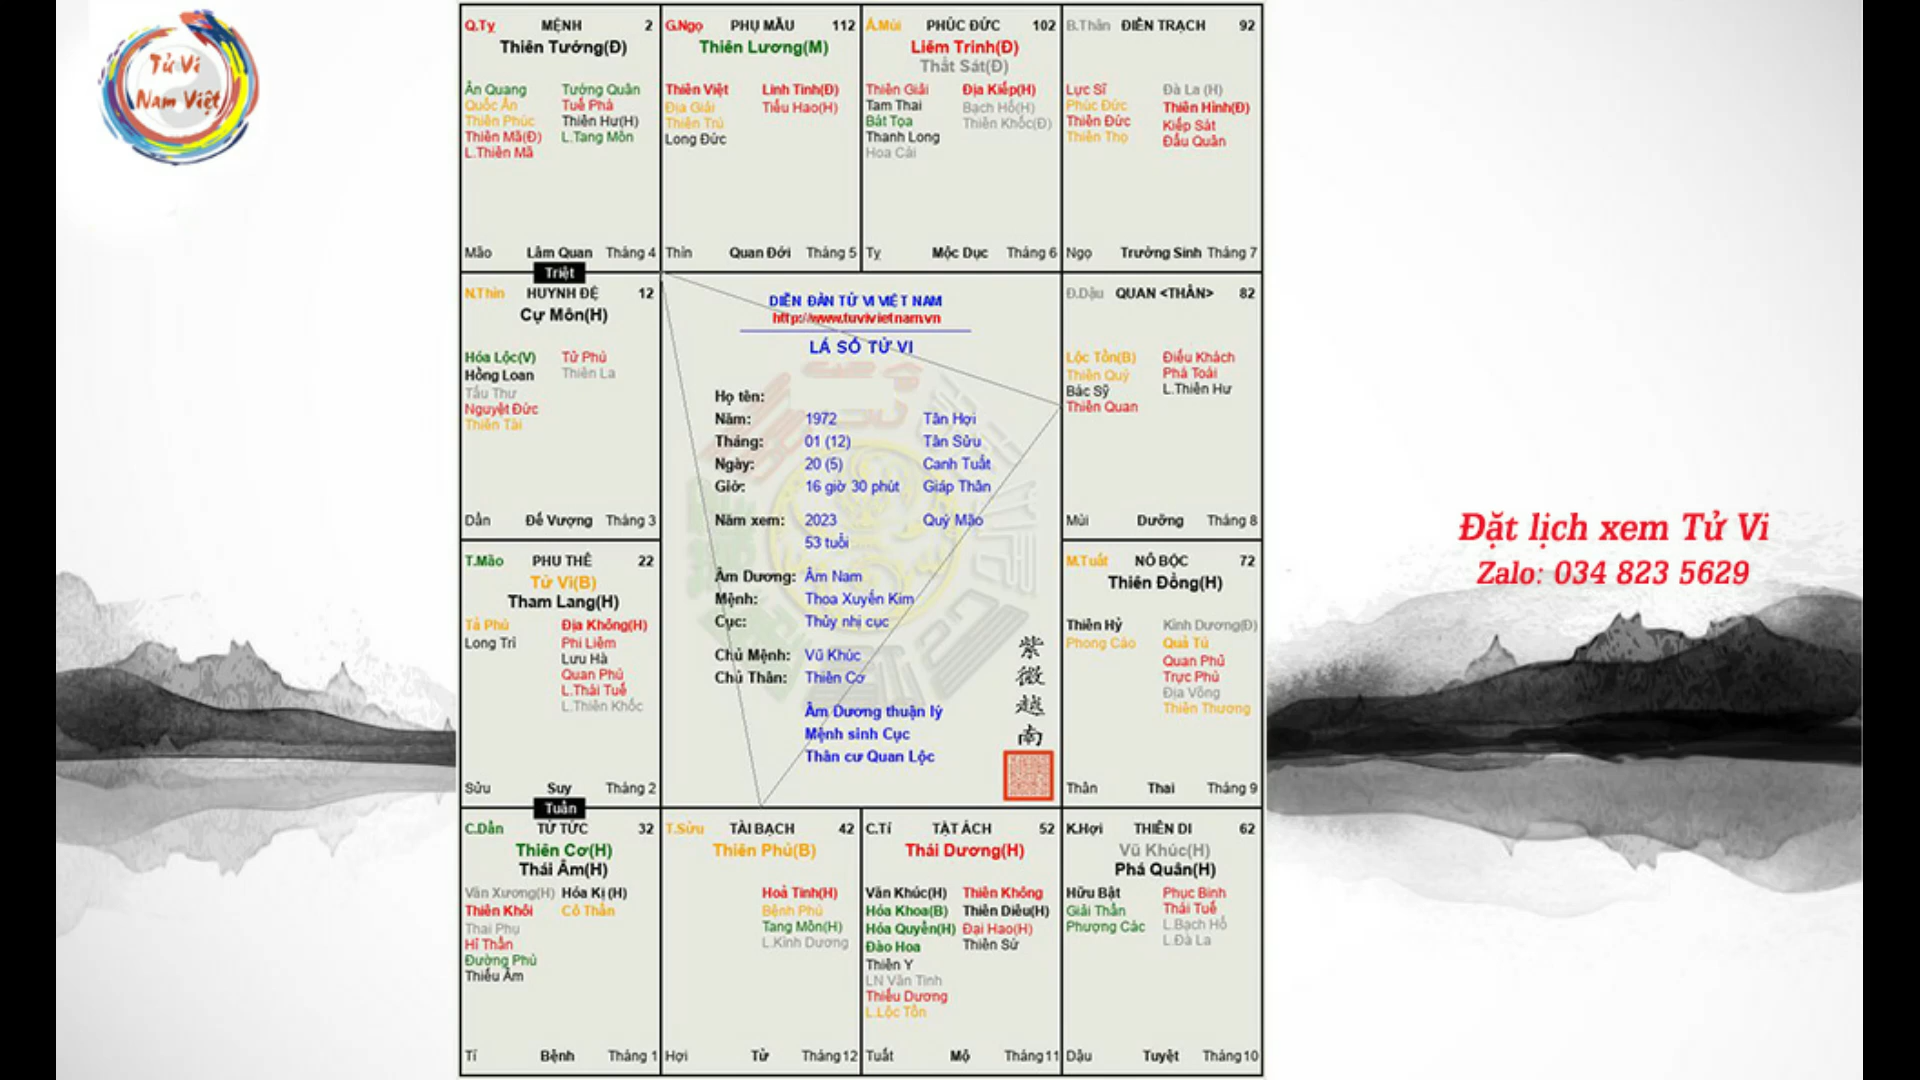 Tử Vi
Nam Việt
Q.Tỵ MỆNH 2
Thiên Tướng(Đ)
Ân Quang Tướng Quân
Quốc Ấn Tuế Phá
Thiên Phúc Thiên Hư(H)
Thiên Mã(Đ) L.Tang Môn
L.Thiên Mã
Mão Lâm Quan Tháng 4
G.Ngọ PHỤ MẪU 112
Thiên Lương(M)
Thiên Việt Linh Tinh(Đ)
Địa Giải Tiểu Hao(H)
Thiên Trù
Long Đức
Thìn Quan Đới Tháng 5
Ất.Mùi PHÚC ĐỨC 102
Liêm Trinh(Đ)
Thất Sát(Đ)
Thiên Giải Địa Kiếp(H)
Tam Thai Bạch Hổ(H)
Bát Tọa Thiên Khốc(Đ)
Thanh Long
Hoa Cái
Tỵ Mộc Dục Tháng 6
B.Thân ĐIỀN TRẠCH 92
Lực Sĩ Đà La (H)
Phúc Đức Thiên Hình(Đ)
Thiên Đức Kiếp Sát
Thiên Thọ Đẩu Quân
Ngọ Trường Sinh Tháng 7
Triệt
N.Thìn HUYNH ĐỆ 12
Cự Môn(H)
Hóa Lộc(V) Tử Phù
Hồng Loan Thiên La
Tấu Thư
Nguyệt Đức
Thiên Tài
Dần Đế Vượng Tháng 3
DIỄN ĐÀN TỬ VI VIỆT NAM
http://www.tuvivietnam.vn
LÁ SỐ TỬ VI
Họ tên:
Năm: 1972 Tân Hợi
Tháng: 01 (12) Tân Sửu
Ngày: 20 (5) Canh Tuất
Giờ: 16 giờ 30 phút Giáp Thân
Năm xem: 2023 Quý Mão
53 tuổi
Âm Dương: Âm Nam
Mệnh: Thoa Xuyến Kim
Cục: Thủy nhị cục
Chủ Mệnh: Vũ Khúc
Chủ Thân: Thiên Cơ
Âm Dương thuận lý
Mệnh sinh Cục
Thân cư Quan Lộc
紫
微
越
南
Đ.Dậu QUAN <THÂN> 82
Lộc Tồn(B) Điếu Khách
Thiên Quý Phá Toái
Bác Sỹ L.Thiên Hư
Thiên Quan
Mùi Dưỡng Tháng 8
T.Mão PHU THÊ 22
Tử Vi(B)
Tham Lang(H)
Tả Phù Địa Không(H)
Long Trì Phi Liêm
Lưu Hà
Quan Phù
L.Thái Tuế
L.Thiên Khốc
Sửu Suy Tháng 2
M.Tuất NÔ BỘC 72
Thiên Đồng(H)
Thiên Hỷ Kình Dương(Đ)
Phong Cáo Quả Tú
Quan Phủ
Trực Phù
Địa Võng
Thiên Thương
Thân Thai Tháng 9
Tuần
C.Dần TỬ TỨC 32
Thiên Cơ(H)
Thái Âm(H)
Văn Xương(H) Hóa Kị (H)
Thiên Khôi Cô Thần
Thai Phụ
Hỉ Thần
Đường Phù
Thiếu Âm
Tí Bệnh Tháng 1
T.Sửu TÀI BẠCH 42
Thiên Phủ(B)
Hoả Tinh(H)
Bệnh Phù
Tang Môn(H)
L.Kình Dương
Hợi Tử Tháng 12
C.Tí TẬT ÁCH 52
Thái Dương(H)
Văn Khúc(H) Thiên Không
Hóa Khoa(B) Thiên Diêu(H)
Hóa Quyền(H) Đại Hao(H)
Đào Hoa Thiên Sứ
Thiên Y
LN Văn Tinh
Thiếu Dương
L.Lộc Tồn
Tuất Mộ Tháng 11
K.Hợi THIÊN DI 62
Vũ Khúc(H)
Phá Quân(H)
Hữu Bật Phục Binh
Giải Thần Thái Tuế
Phượng Các L.Bạch Hổ
L.Đà La
Dậu Tuyệt Tháng 10
Đặt lịch xem Tử Vi
Zalo: 034 823 5629